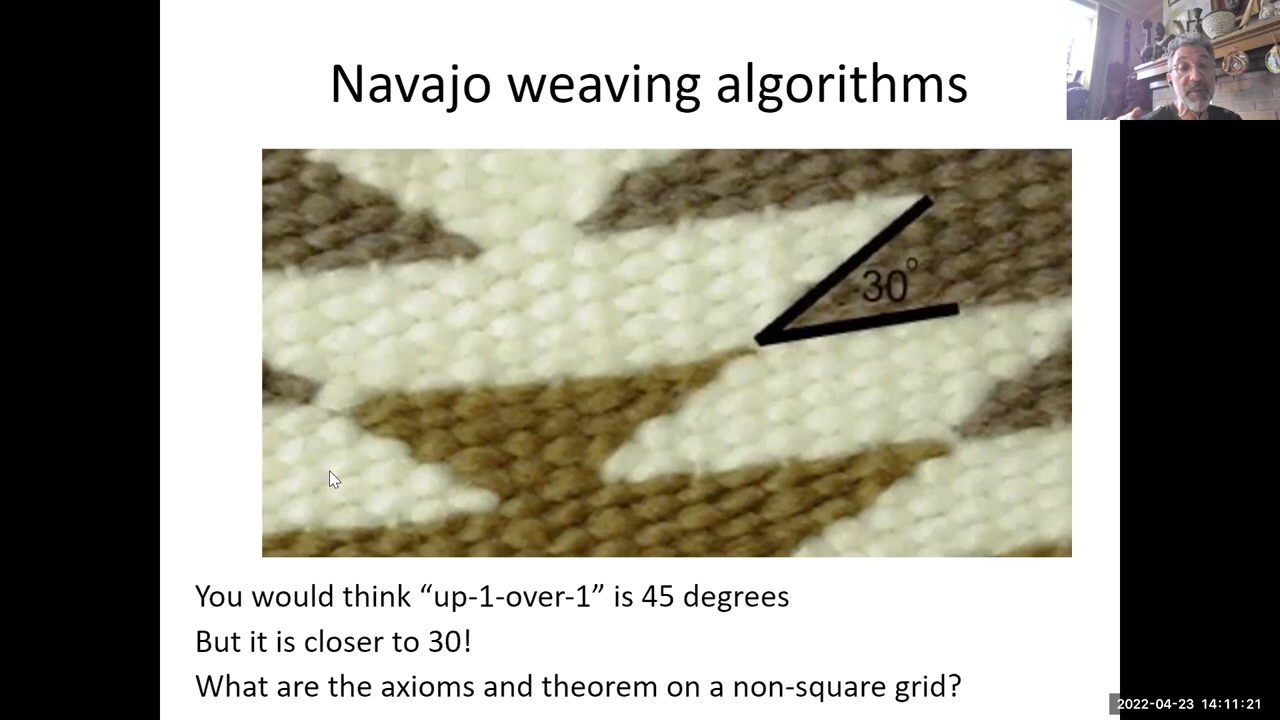 Navajo weaving algorithms
30°
You would think “up-1-over-1” is 45 degrees
But it is closer to 30!
What are the axioms and theorem on a non-square grid?
2022-04-23 14:11:21